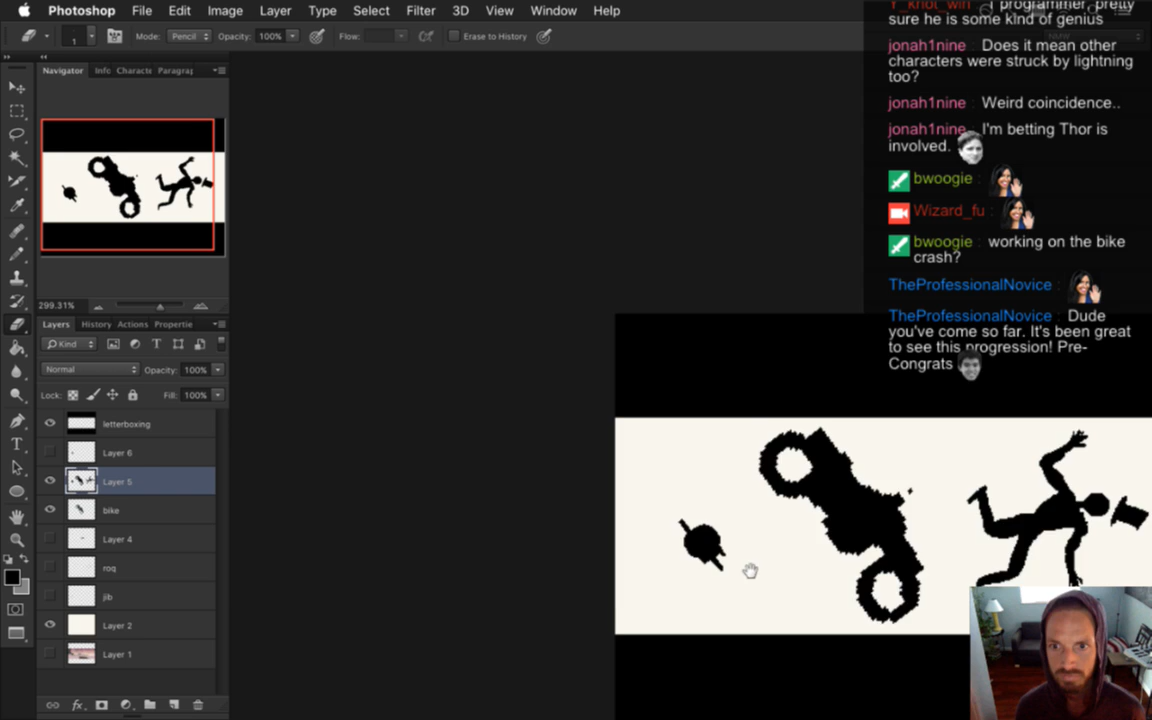 Photoshop File Edit Image Layer Type Select Filter 3D View Window Help
1 Mode: Pencil Opacity: 100% Flow: Erase to History
Navigator Info Characte Paragra
299.31%
Layers History Actions Propertie
Kind
Normal Opacity: 100%
Lock: Fill: 100%
letterboxing
Layer 6
Layer 5
bike
Layer 4
roq
jib
Layer 2
Layer 1
fx
programmer, pretty
sure he is some kind of genius
jonah1nine : Does it mean other
characters were struck by lightning
too?
jonah1nine : Weird coincidence..
jonah1nine : I'm betting Thor is
involved.
bwoogie :
Wizard_fu :
bwoogie : working on the bike
crash?
TheProfessionalNovice :
TheProfessionalNovice : Dude
you've come so far. It's been great
to see this progression! Pre-
Congrats